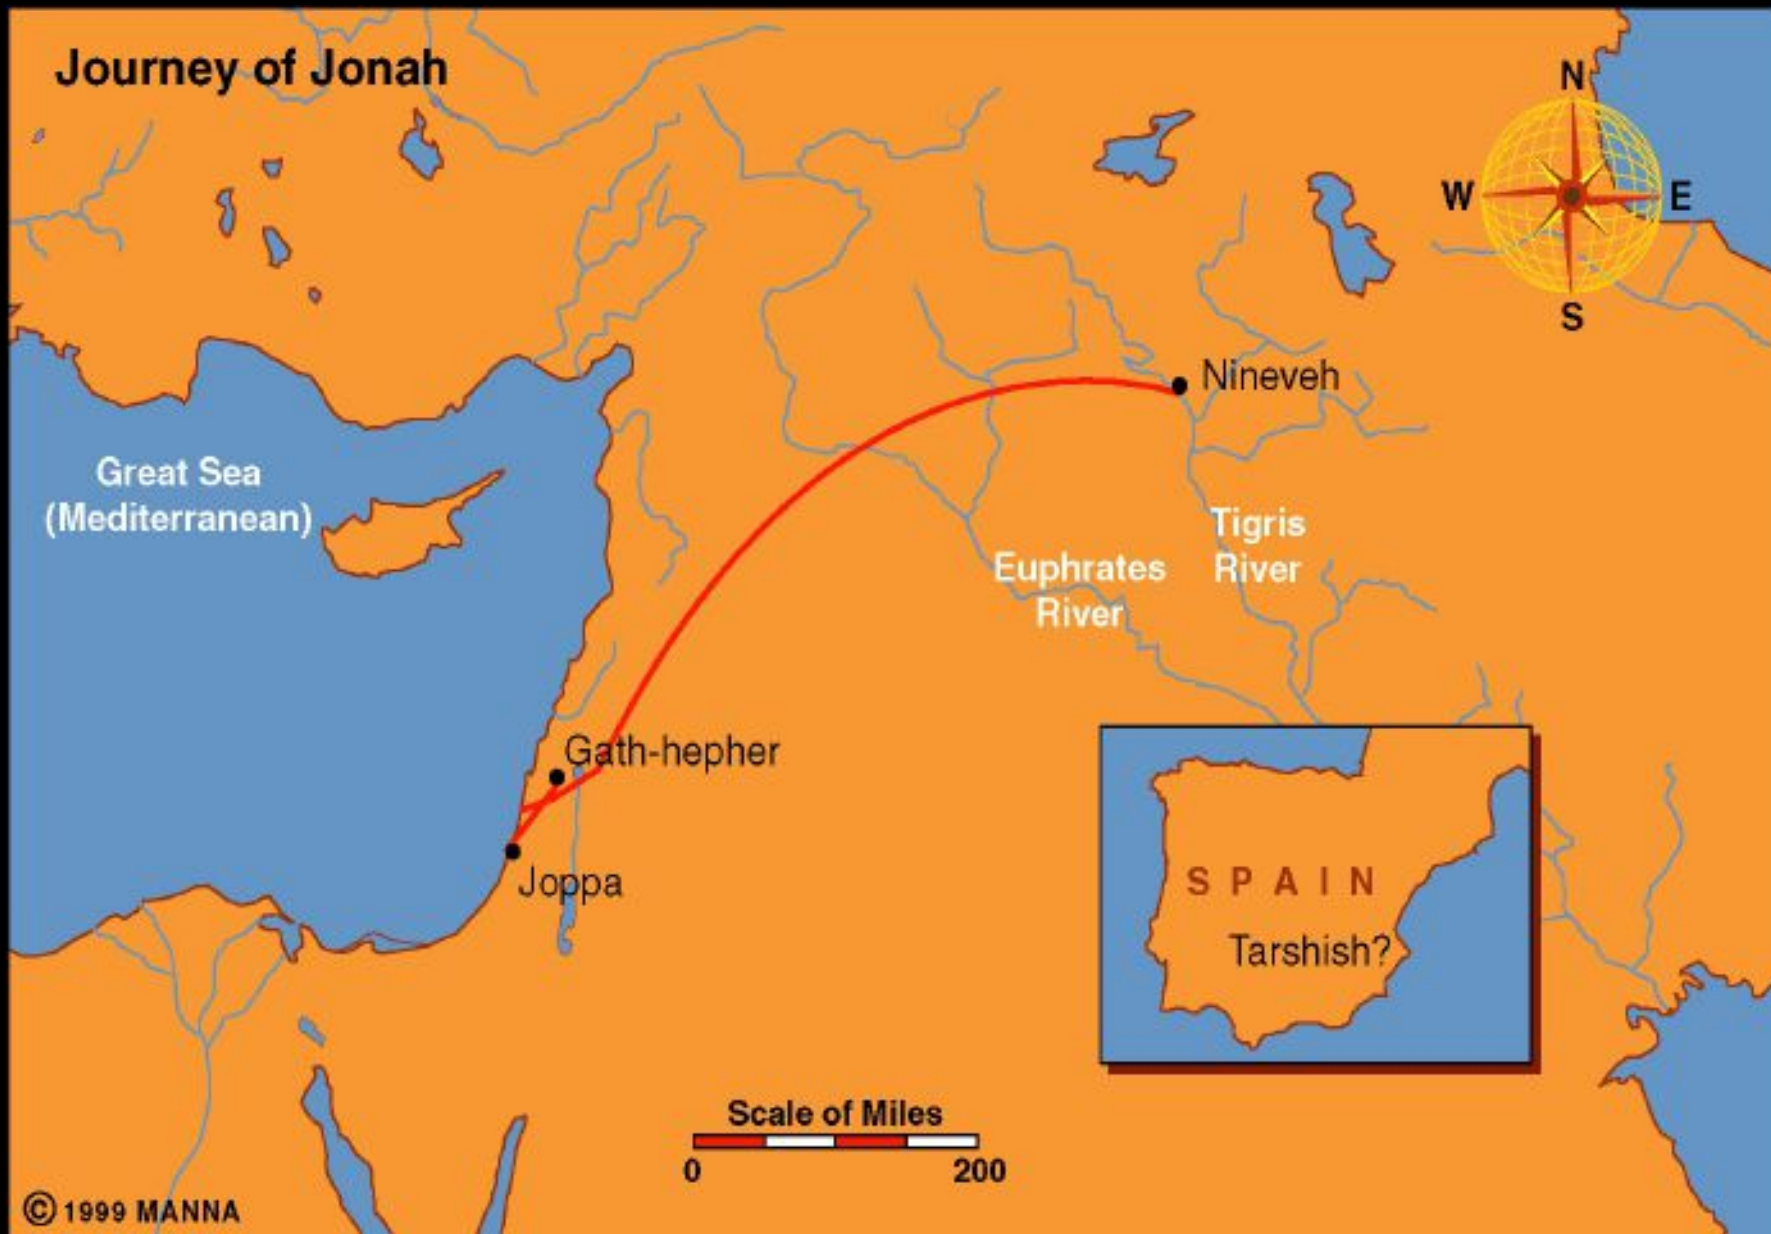 Journey of Jonah
N
W
E
S
Nineveh
Great Sea
(Mediterranean)
Tigris
River
Euphrates
River
Gath-hepher
Joppa
SPAIN
Tarshish?
Scale of Miles
0
200
© 1999 MANNA